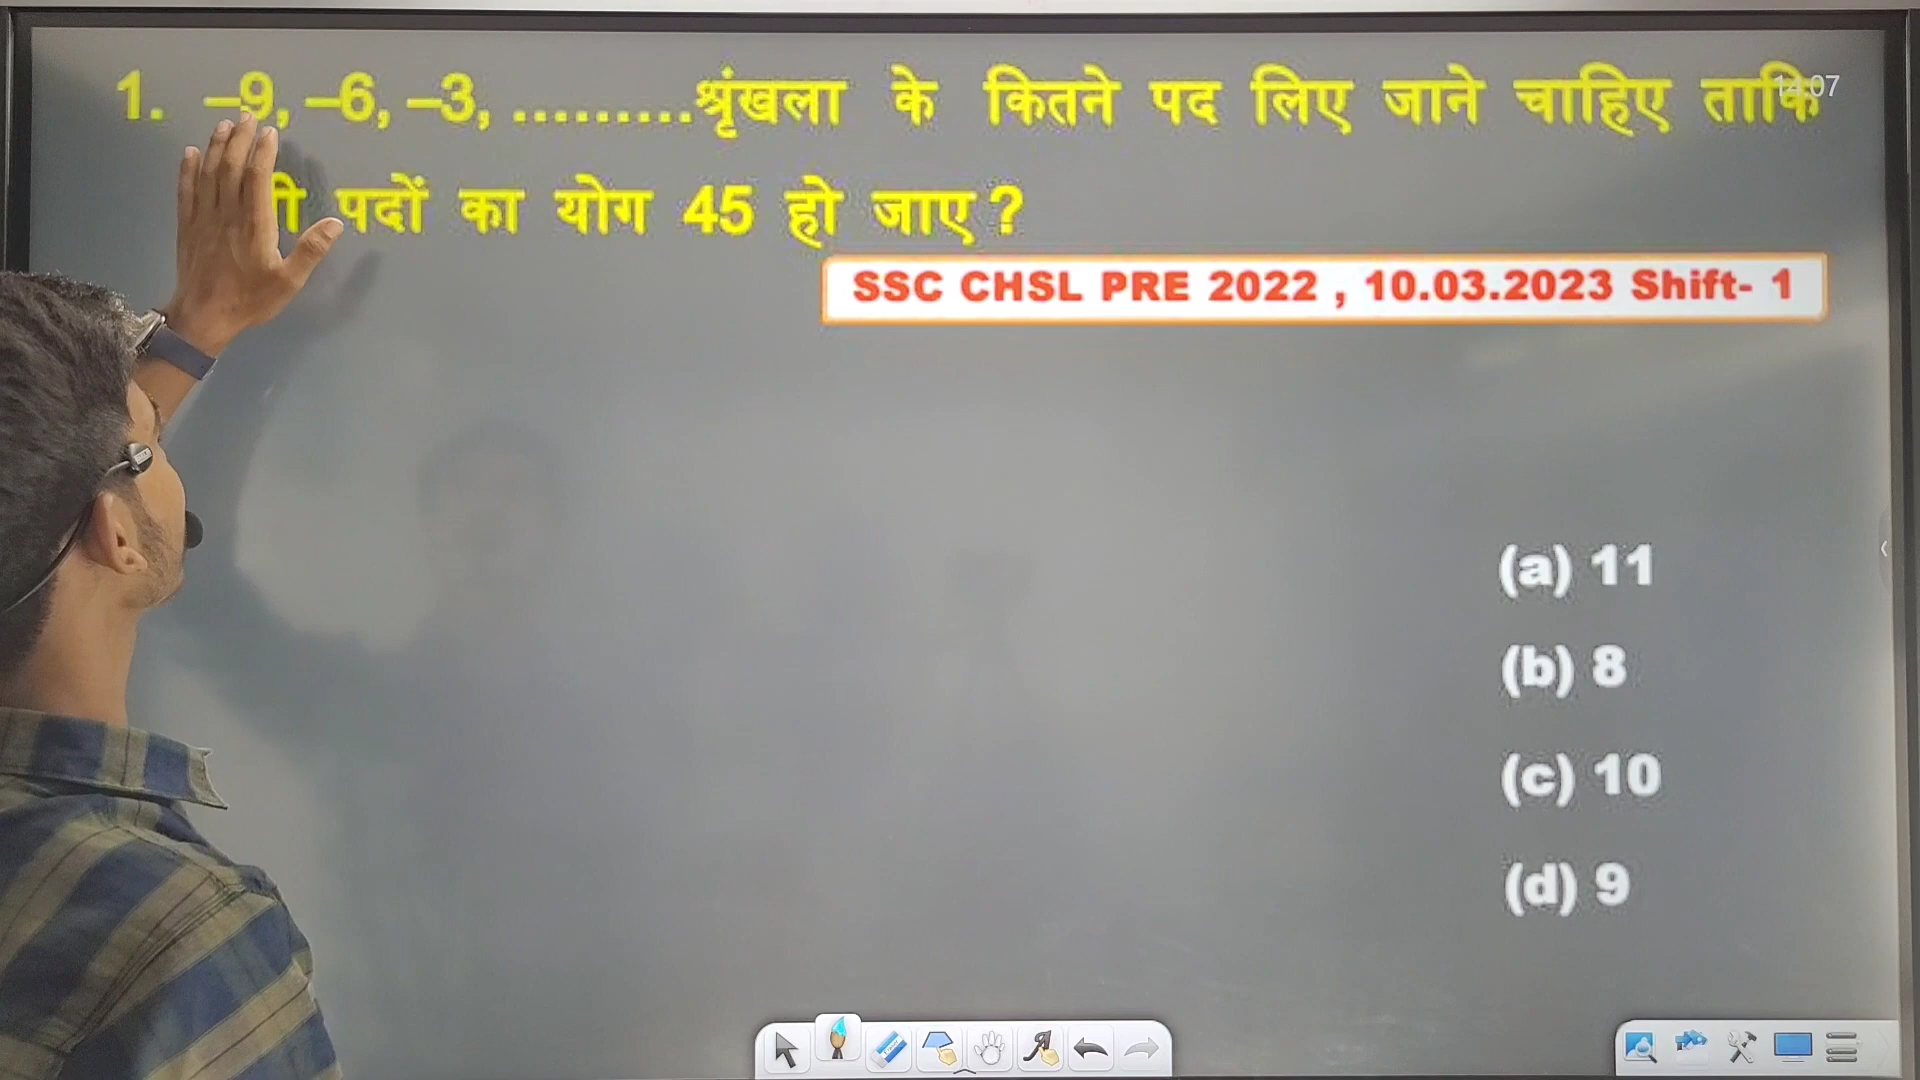 1. –9, –6, –3, .........श्रृंखला के कितने पद लिए जाने चाहिए ताकि
पदों का योग 45 हो जाए ?
SSC CHSL PRE 2022 , 10.03.2023 Shift- 1
(a) 11
(b) 8
(c) 10
(d) 9